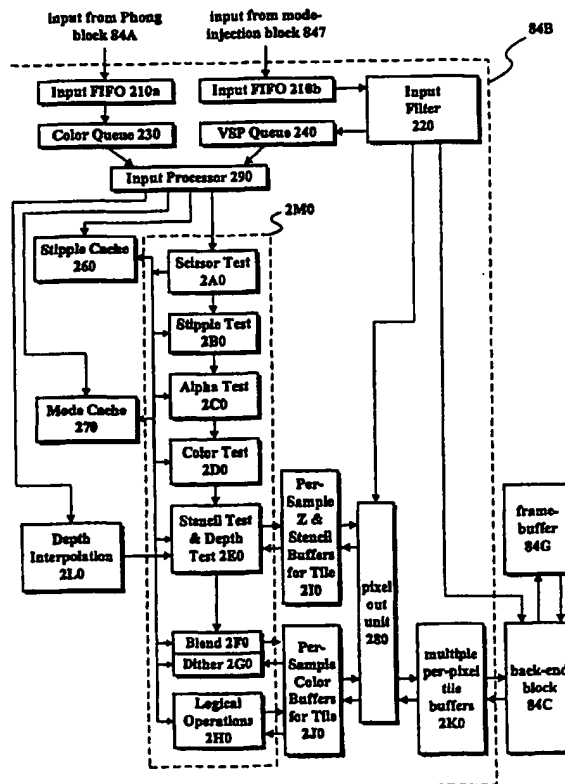 input from Phong
block 84A
input from mode-
injection block 847
84B
Input FIFO 210a
Input FIFO 210b
Input
Filter
220
Color Queue 230
VSP Queue 240
Input Processor 290
2M0
Stipple Cache
260
Scissor Test
2A0
Stipple Test
2B0
Mode Cache
270
Alpha Test
2C0
Color Test
2D0
Depth
Interpolation
2L0
Stencil Test
& Depth
Test 2E0
Per-
Sample
Z &
Stencil
Buffers
for Tile
2I0
pixel
out
unit
280
frame-
buffer
84G
Blend 2F0
Dither 2G0
Logical
Operations
2H0
Per-
Sample
Color
Buffers
for Tile
2J0
multiple
per-pixel
tile
buffers
2K0
back-end
block
84C